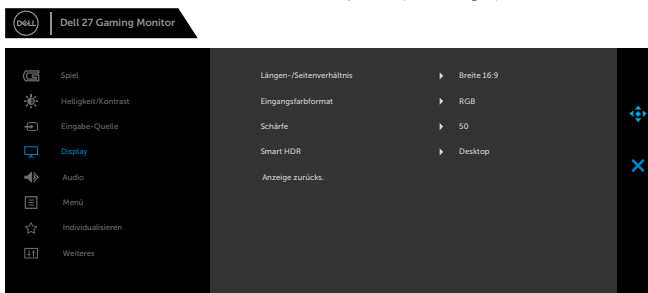 DELL Dell 27 Gaming Monitor
Spiel
Helligkeit/Kontrast
Eingabe-Quelle
Display
Audio
Menü
Individualisieren
Weiteres
Längen-/Seitenverhältnis Breite 16:9
Eingangsfarbformat RGB
Schärfe 50
Smart HDR Desktop
Anzeige zurücks.